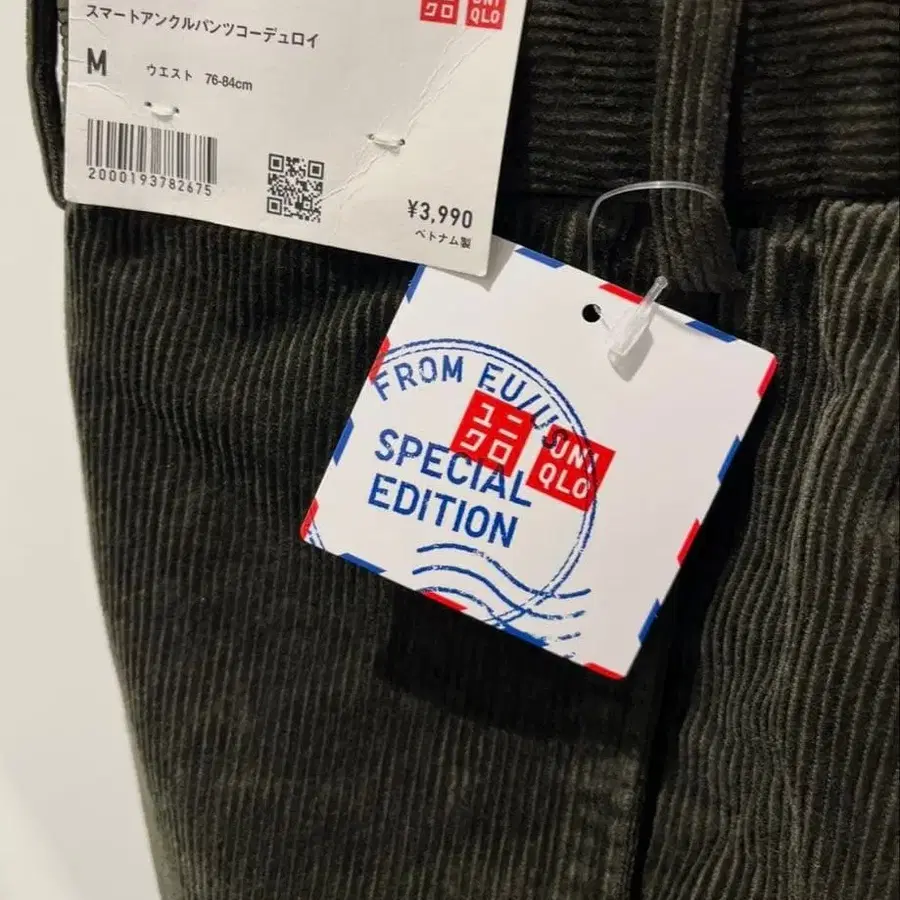 ユニ
クロ
UNI
QLO
スマートアンクルパンツコーデュロイ
M ウエスト 76-84cm
2000193782675
¥3,990
ベトナム製
FROM EU/US
ユニ
クロ
UNI
QLO
SPECIAL
EDITION